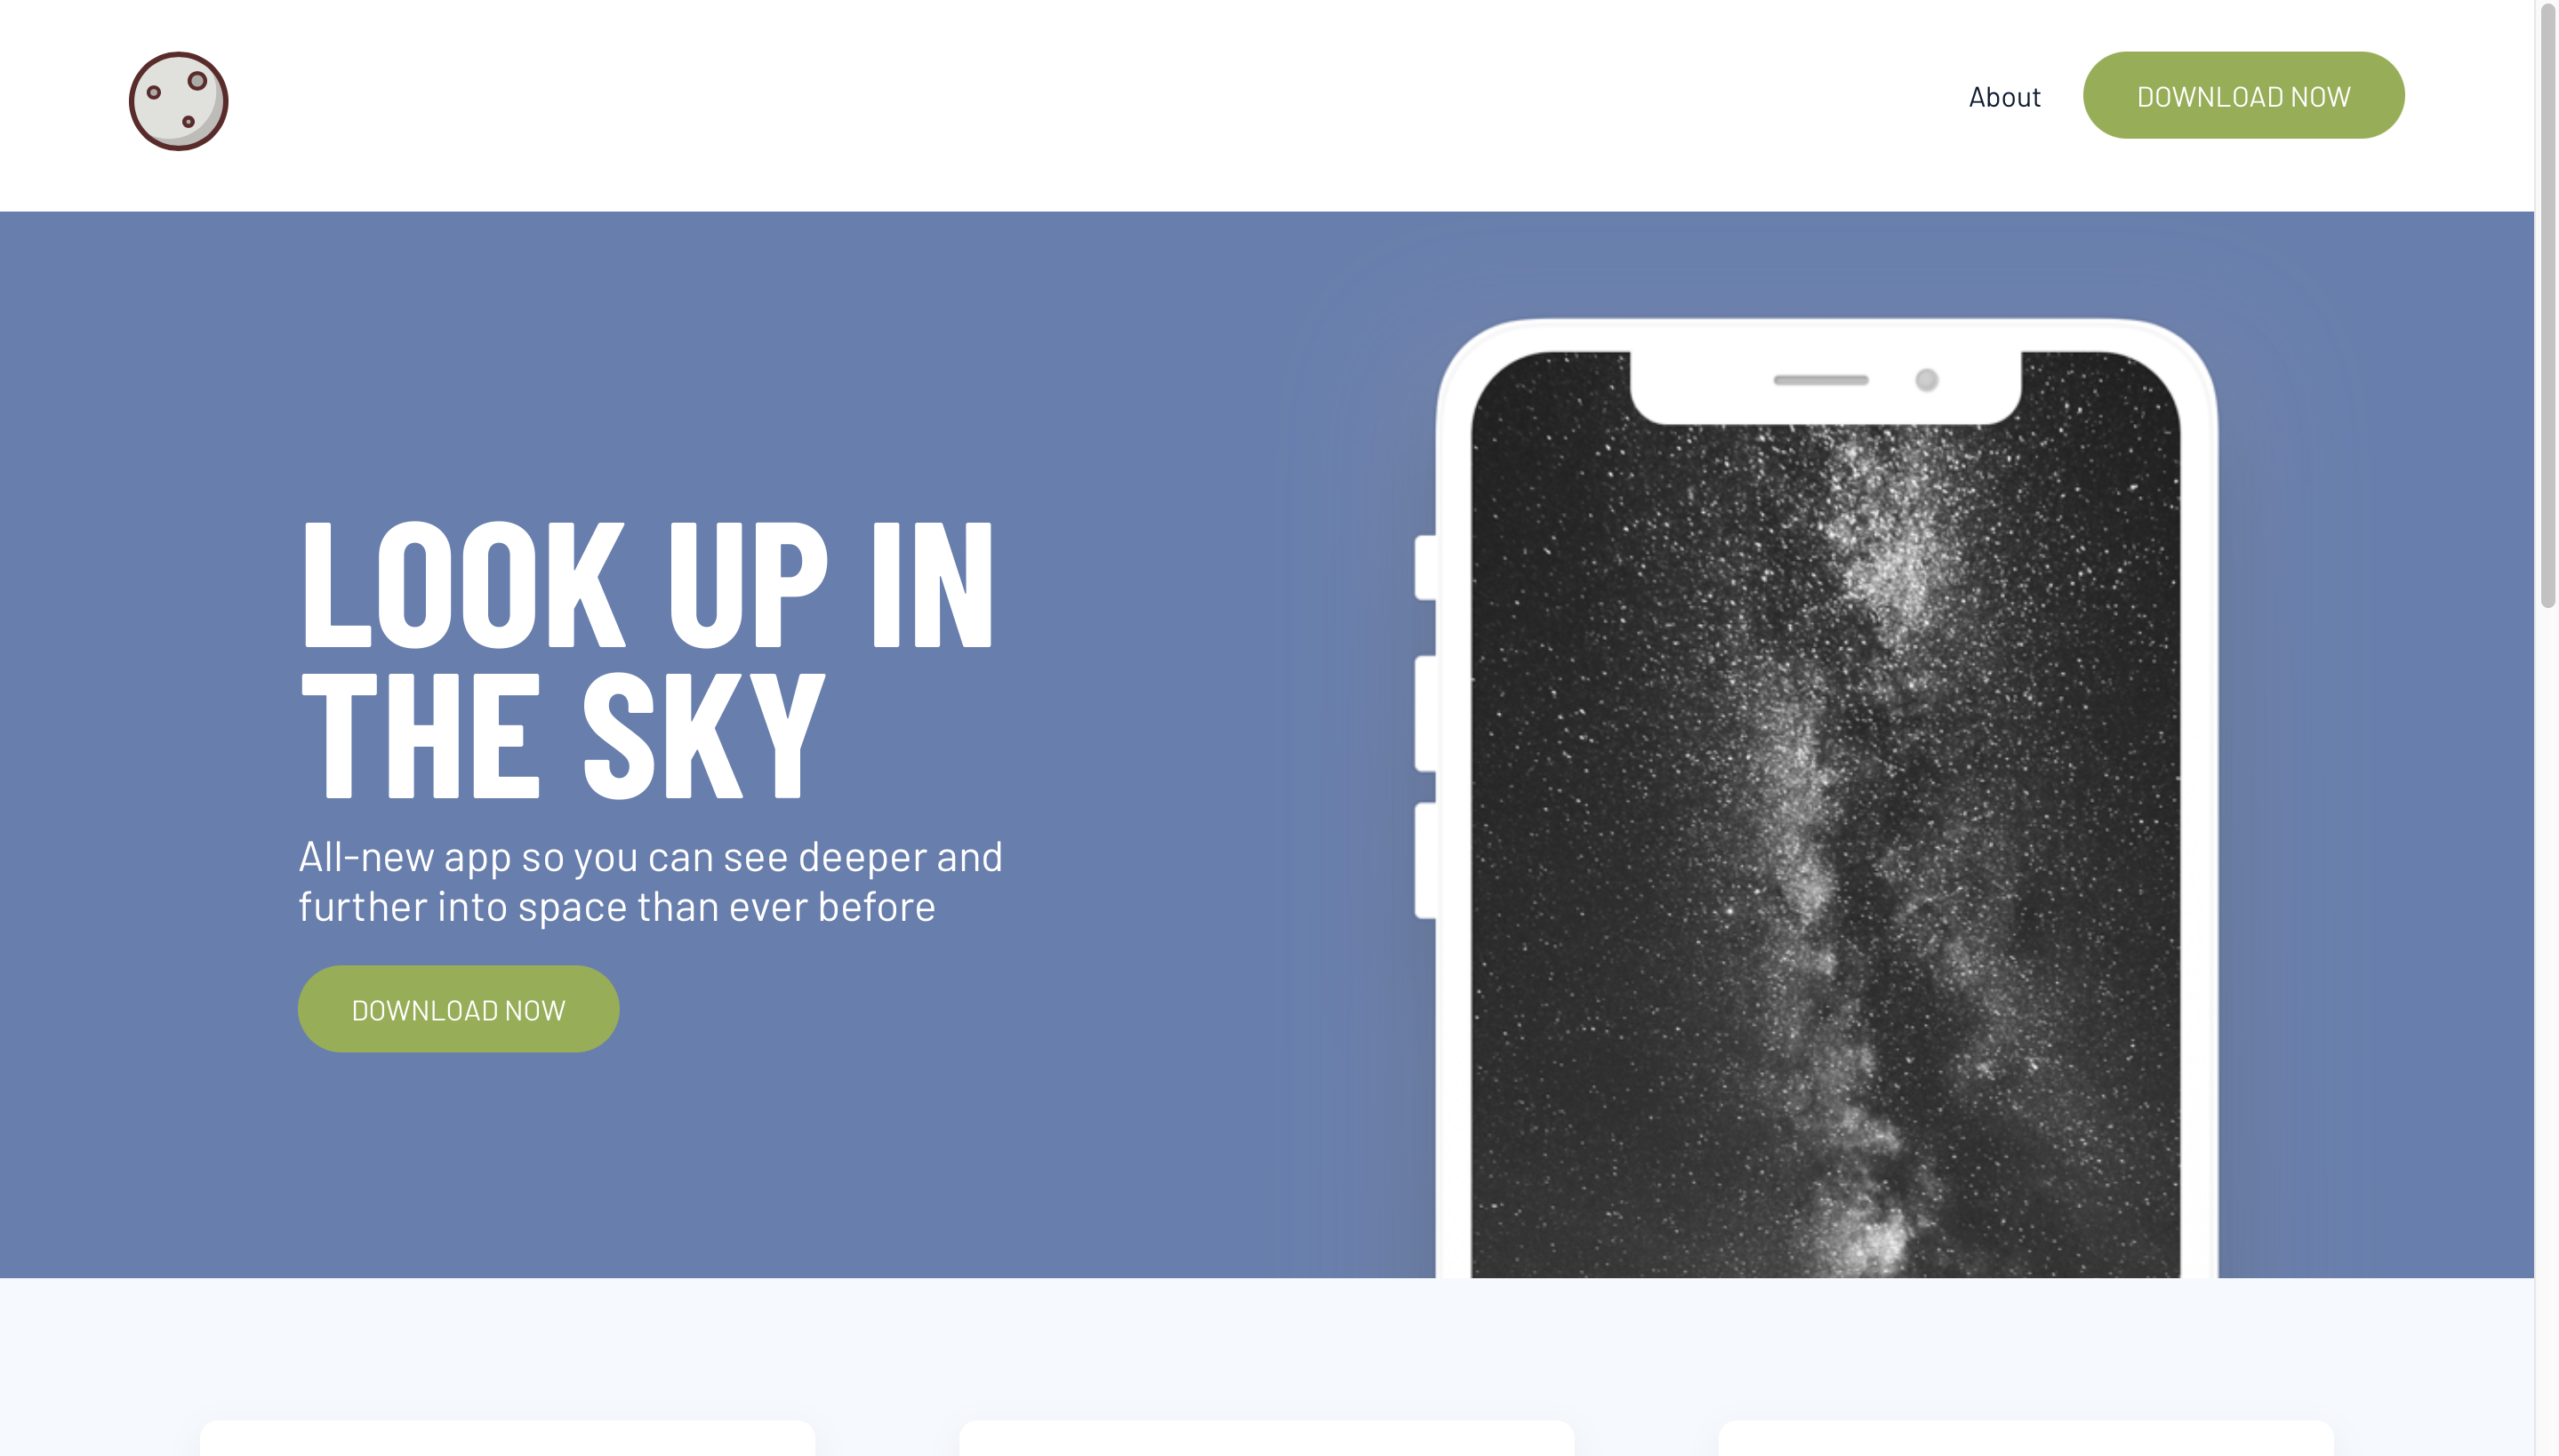 About
DOWNLOAD NOW
LOOK UP IN
THE SKY
All-new app so you can see deeper and
further into space than ever before
DOWNLOAD NOW